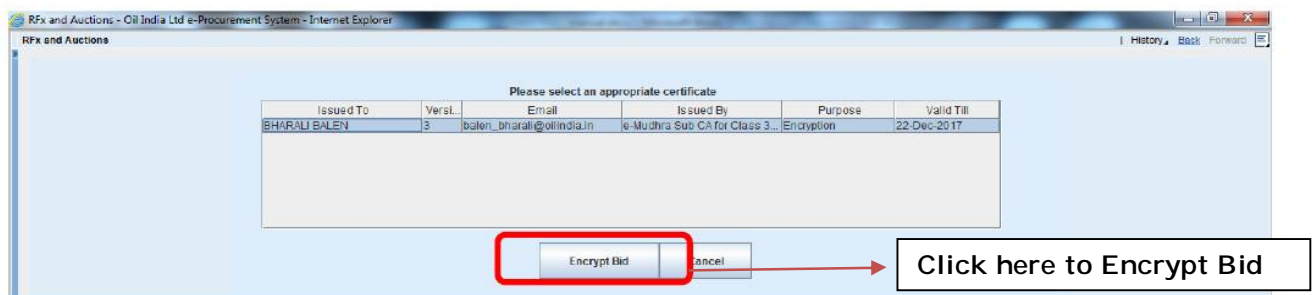 RFx and Auctions - Oil India Ltd e-Procurement System - Internet Explorer
RFx and Auctions | History Back Forward
Please select an appropriate certificate
Issued To Versi... Email Issued By Purpose Valid Till
BHARALI BALEN 3 balen_bharali@oilindia.in e-Mudhra Sub CA for Class 3... Encryption 22-Dec-2017
Encrypt Bid Cancel
Click here to Encrypt Bid